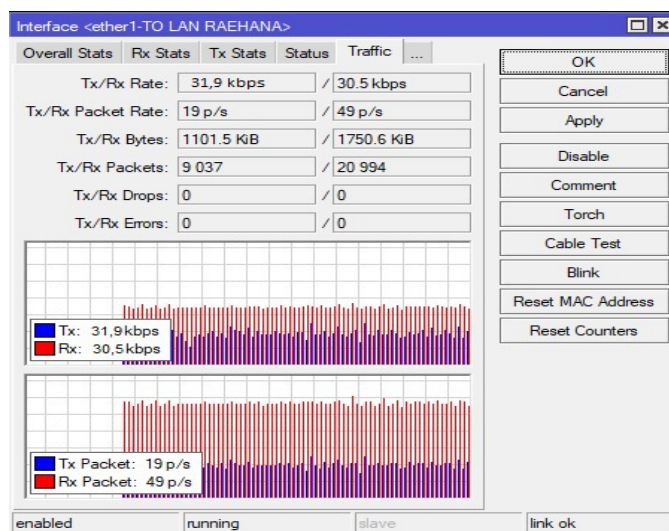 Interface <ether1-TO LAN RAEHANA>
Overall Stats Rx Stats Tx Stats Status Traffic ...
Tx/Rx Rate: 31,9 kbps / 30.5 kbps
Tx/Rx Packet Rate: 19 p/s / 49 p/s
Tx/Rx Bytes: 1101.5 KiB / 1750.6 KiB
Tx/Rx Packets: 9 037 / 20 994
Tx/Rx Drops: 0 / 0
Tx/Rx Errors: 0 / 0
Tx: 31,9kbps
Rx: 30,5kbps
Tx Packet: 19 p/s
Rx Packet: 49 p/s
OK
Cancel
Apply
Disable
Comment
Torch
Cable Test
Blink
Reset MAC Address
Reset Counters
enabled running slave link ok